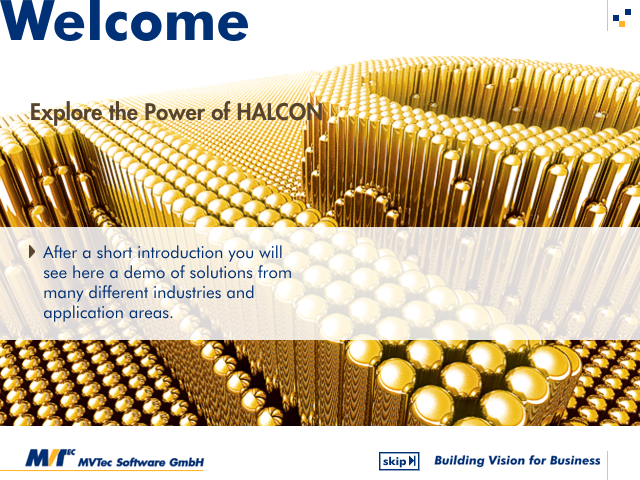 Welcome
Explore the Power of HALCON
After a short introduction you will
see here a demo of solutions from
many different industries and
application areas.
MVTEC MVTec Software GmbH
skip
Building Vision for Business